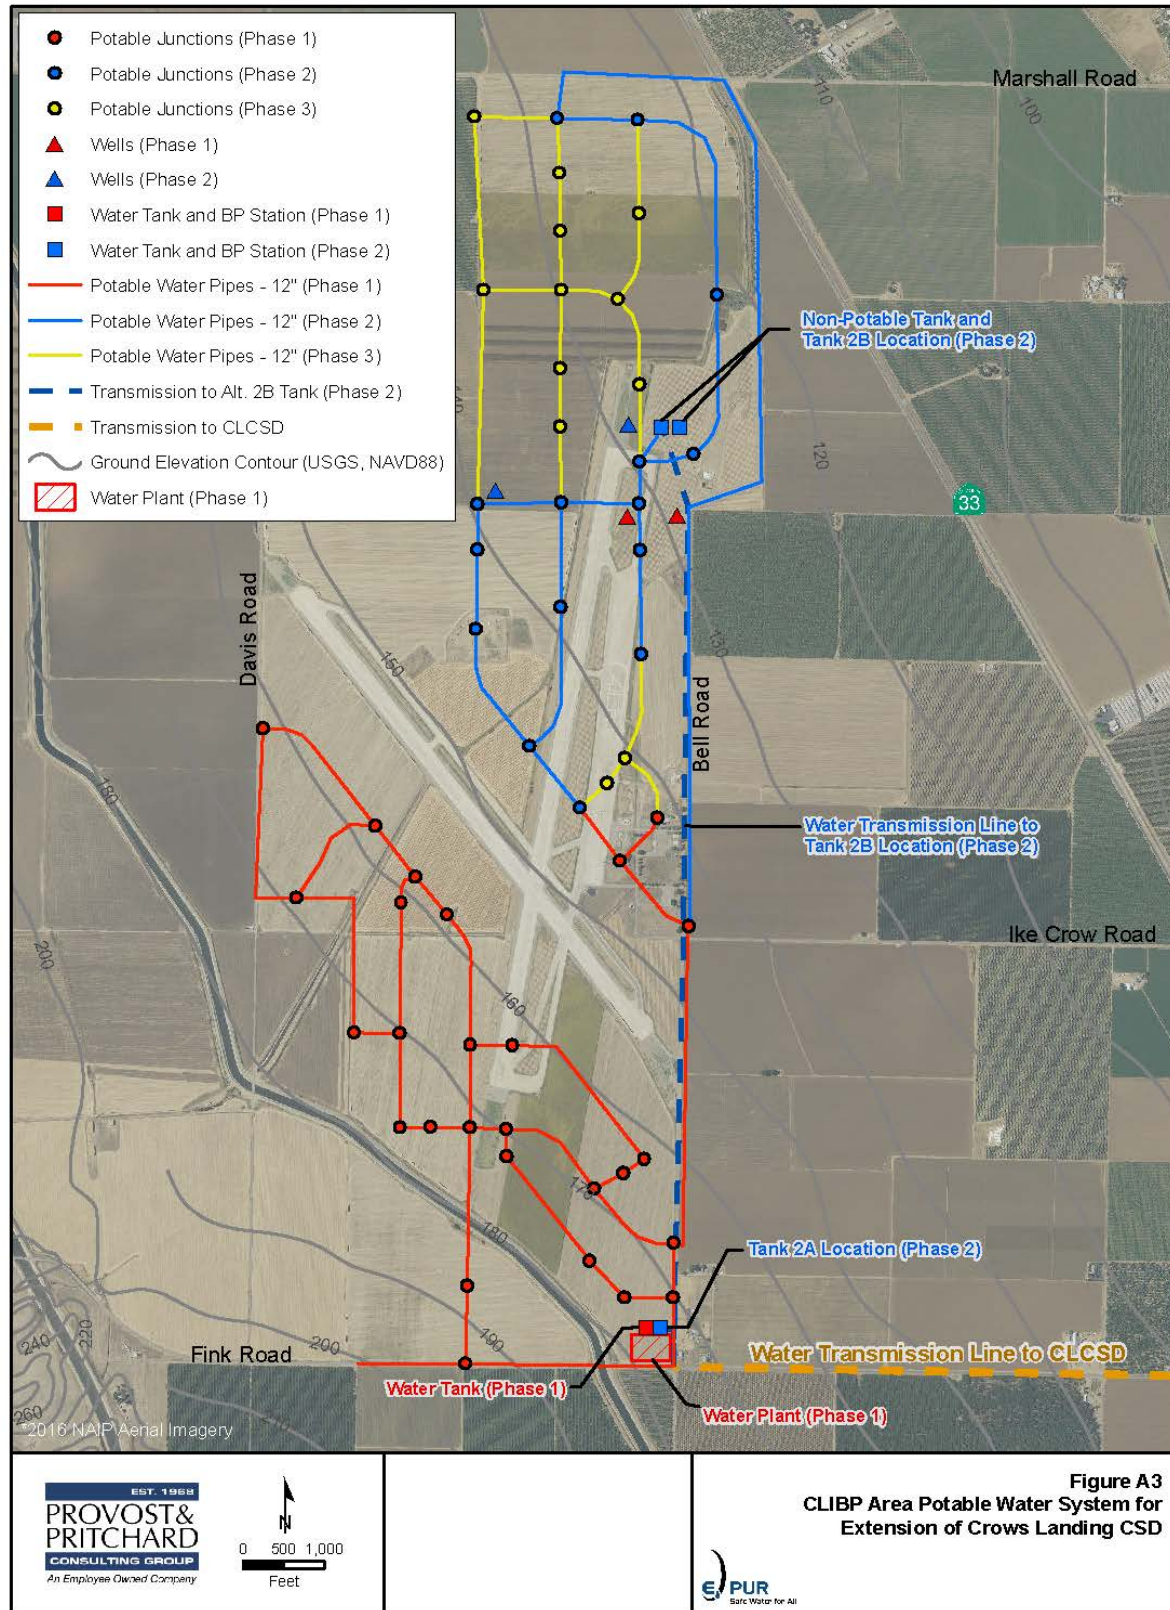 Potable Junctions (Phase 1)
Potable Junctions (Phase 2)
Potable Junctions (Phase 3)
Wells (Phase 1)
Wells (Phase 2)
Water Tank and BP Station (Phase 1)
Water Tank and BP Station (Phase 2)
Potable Water Pipes - 12" (Phase 1)
Potable Water Pipes - 12" (Phase 2)
Potable Water Pipes - 12" (Phase 3)
Transmission to Alt. 2B Tank (Phase 2)
Transmission to CLCSD
Ground Elevation Contour (USGS, NAVD88)
Water Plant (Phase 1)
Marshall Road
110
100
Non-Potable Tank and
Tank 2B Location (Phase 2)
140
120
33
130
150
Davis Road
Bell Road
180
Water Transmission Line to
Tank 2B Location (Phase 2)
Ike Crow Road
200
160
170
180
Tank 2A Location (Phase 2)
190
200
220
240
260
Fink Road
Water Transmission Line to CLCSD
Water Tank (Phase 1)
Water Plant (Phase 1)
*2016 NAIP Aerial Imagery
EST. 1968
PROVOST&
PRITCHARD
CONSULTING GROUP
An Employee Owned Company
N
0 500 1,000
Feet
Figure A3
CLIBP Area Potable Water System for
Extension of Crows Landing CSD
PUR
Safe Water for All